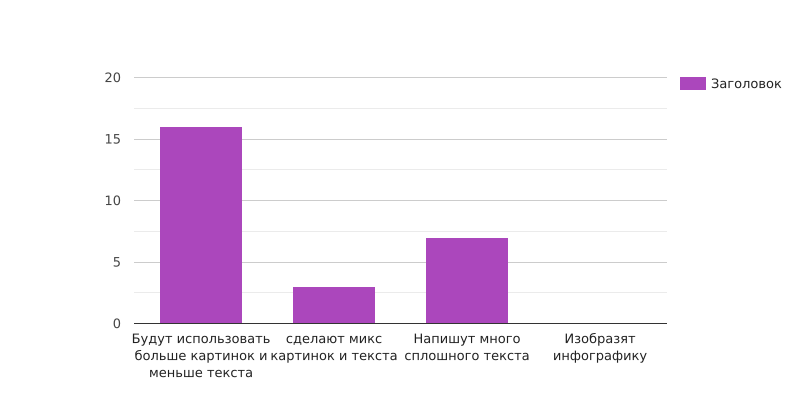 20
15
10
5
0
Заголовок
Будут использовать
больше картинок и
меньше текста
сделают микс
картинок и текста
Напишут много
сплошного текста
Изобразят
инфографику